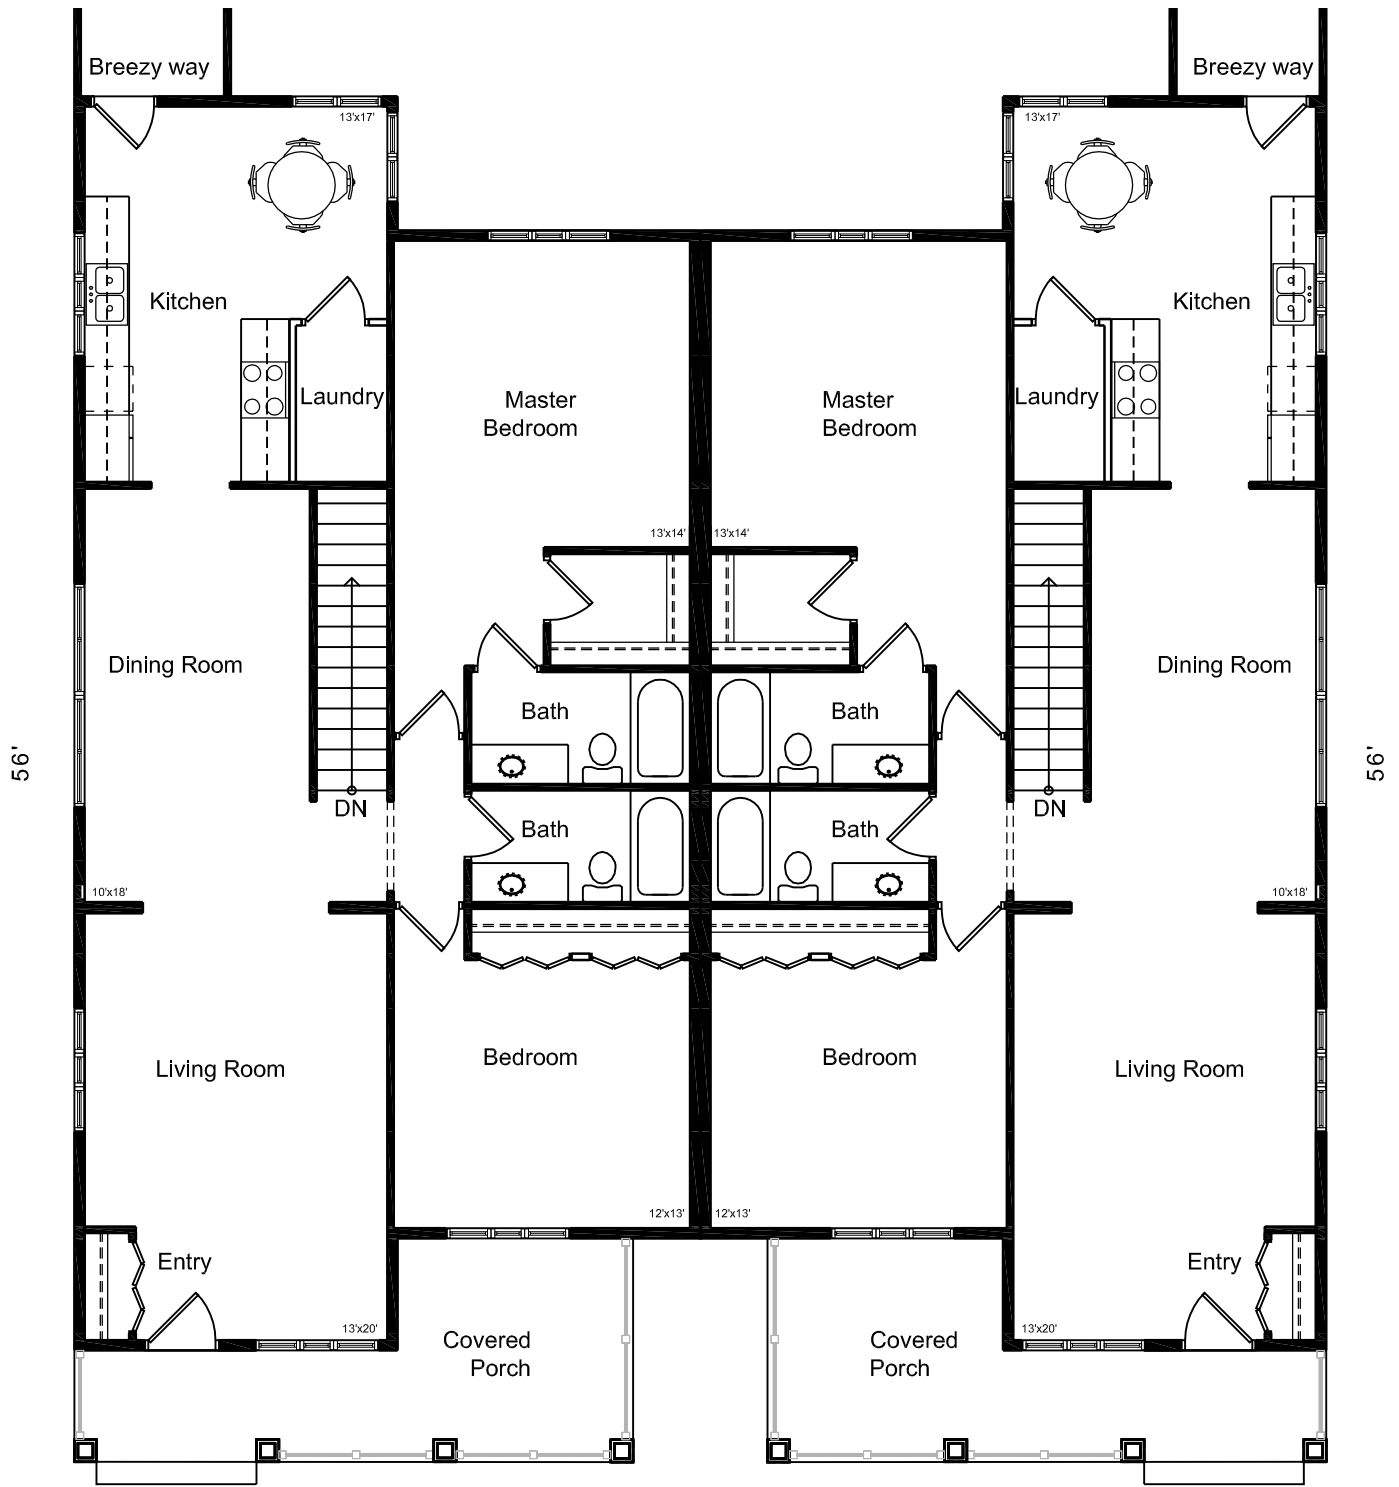 Breezy way
Breezy way
13'x17'
13'x17'
Kitchen
Kitchen
Laundry
Master
Bedroom
Master
Bedroom
Laundry
13'x14'
13'x14'
Dining Room
Dining Room
Bath
Bath
56'
56'
DN
DN
Bath
Bath
10'x18'
10'x18'
Living Room
Bedroom
Bedroom
Living Room
12'x13'
12'x13'
Entry
Entry
13'x20'
13'x20'
Covered
Porch
Covered
Porch